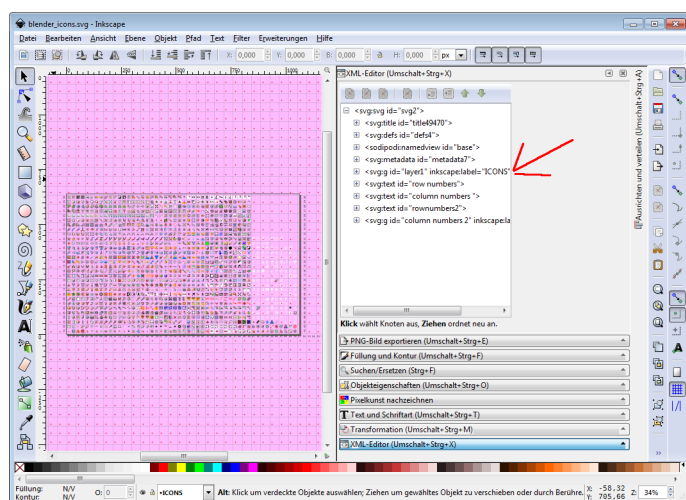 blender_icons.svg - Inkscape
Datei Bearbeiten Ansicht Ebene Objekt Pfad Text Filter Erweiterungen Hilfe
X: 0,000 Y: 0,000 B: 0,000 H: 0,000 px
XML-Editor (Umschalt+Strg+X)
<svg:svg id="svg2">
<svg:title id="title49470">
<svg:defs id="defs4">
<sodipodi:namedview id="base">
<svg:metadata id="metadata7">
<svg:g id="layer1" inkscape:label="ICONS"
<svg:text id="row numbers">
<svg:text id="column numbers ">
<svg:text id="rownumbers2">
<svg:g id="column numbers 2" inkscape:la
Klick wählt Knoten aus, Ziehen ordnet neu an.
PNG-Bild exportieren (Umschalt+Strg+E)
Füllung und Kontur (Umschalt+Strg+F)
Suchen/Ersetzen (Strg+F)
Objekteigenschaften (Umschalt+Strg+O)
Pixelkunst nachzeichnen
Text und Schriftart (Umschalt+Strg+T)
Transformation (Umschalt+Strg+M)
XML-Editor (Umschalt+Strg+X)
Ausrichten und verteilen (Umschalt+Strg+A)
Füllung: N/V
Kontur: N/V
O: 0
•ICONS
Alt: Klick um verdeckte Objekte auswählen; Ziehen um gewähltes Objekt zu verschieben oder durch Berühre.
X: -58.32
Y: 705.66
Z: 34%